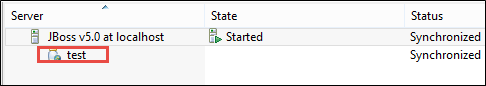 Server State Status
JBoss v5.0 at localhost Started Synchronized
test Synchronized